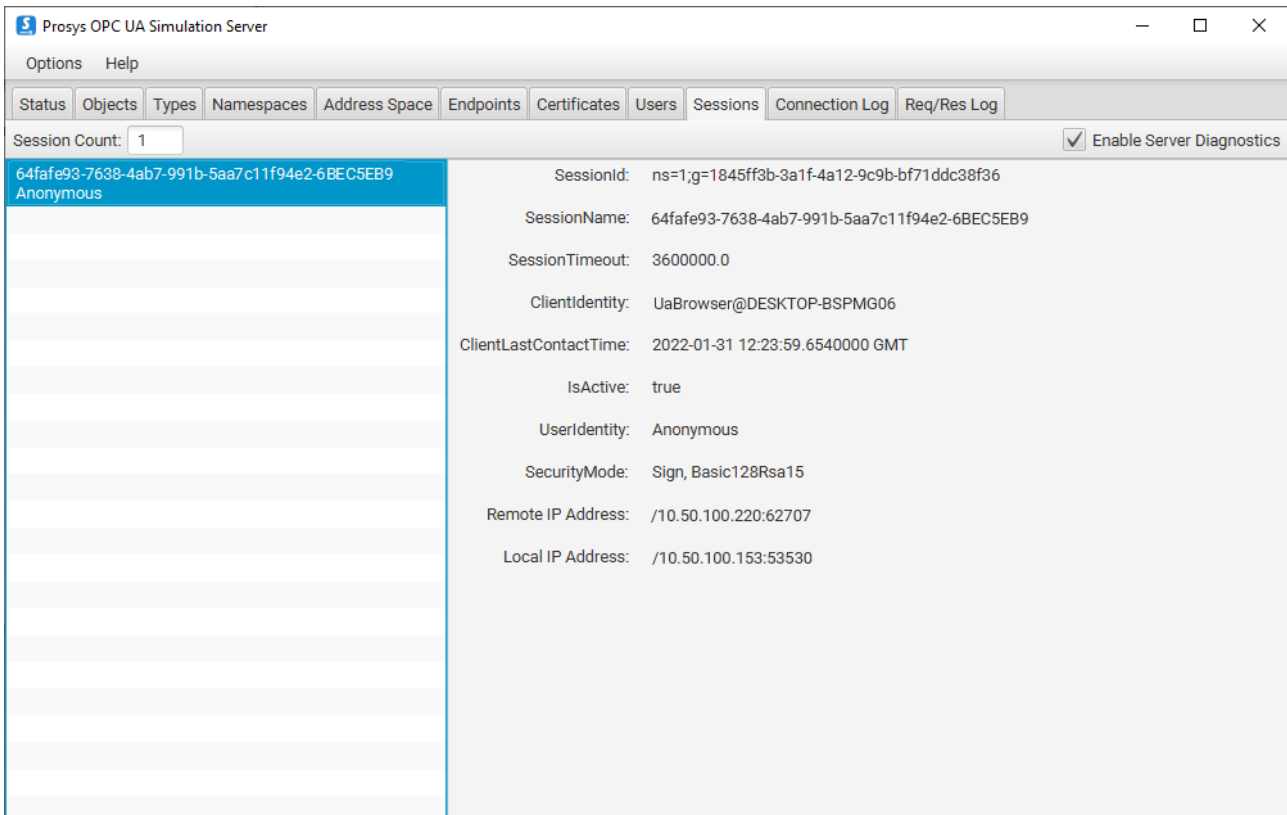 Prosys OPC UA Simulation Server
Options Help
Status Objects Types Namespaces Address Space Endpoints Certificates Users Sessions Connection Log Req/Res Log
Session Count: 1 Enable Server Diagnostics
64fafe93-7638-4ab7-991b-5aa7c11f94e2-6BEC5EB9
Anonymous
SessionId: ns=1;g=1845ff3b-3a1f-4a12-9c9b-bf71ddc38f36
SessionName: 64fafe93-7638-4ab7-991b-5aa7c11f94e2-6BEC5EB9
SessionTimeout: 3600000.0
ClientIdentity: UaBrowser@DESKTOP-BSPMG06
ClientLastContactTime: 2022-01-31 12:23:59.6540000 GMT
IsActive: true
UserIdentity: Anonymous
SecurityMode: Sign, Basic128Rsa15
Remote IP Address: /10.50.100.220:62707
Local IP Address: /10.50.100.153:53530